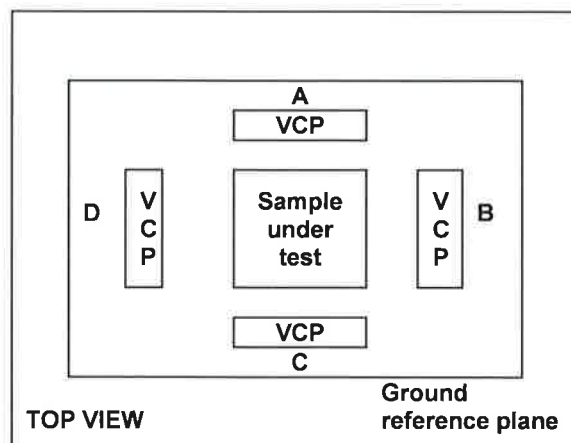 A
VCP
D
V
C
P
Sample
under
test
V
C
P
B
VCP
C
Ground
reference plane
TOP VIEW